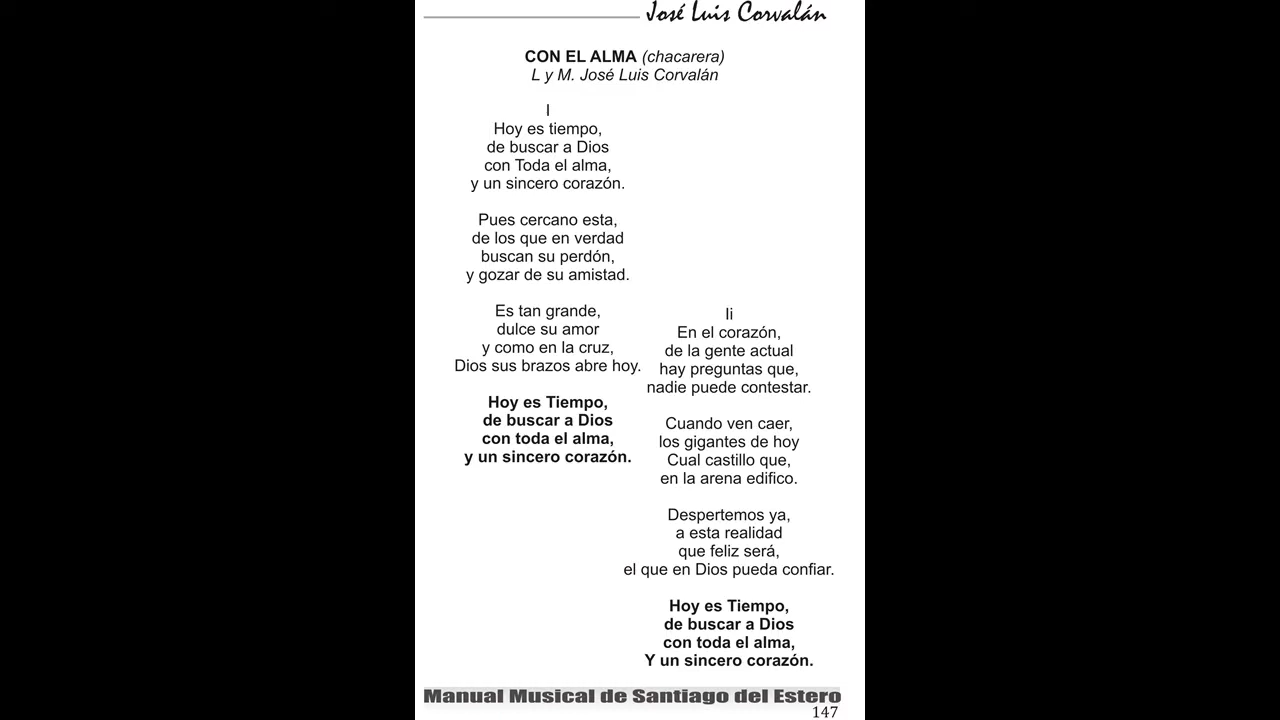 José Luis Corvalán
CON EL ALMA (chacarera)
L y M. José Luis Corvalán
I
Hoy es tiempo,
de buscar a Dios
con Toda el alma,
y un sincero corazón.
Pues cercano esta,
de los que en verdad
buscan su perdón,
y gozar de su amistad.
Es tan grande,
dulce su amor
y como en la cruz,
Dios sus brazos abre hoy.
Hoy es Tiempo,
de buscar a Dios
con toda el alma,
y un sincero corazón.
Ii
En el corazón,
de la gente actual
hay preguntas que,
nadie puede contestar.
Cuando ven caer,
los gigantes de hoy
Cual castillo que,
en la arena edifico.
Despertemos ya,
a esta realidad
que feliz será,
el que en Dios pueda confiar.
Hoy es Tiempo,
de buscar a Dios
con toda el alma,
Y un sincero corazón.
Manual Musical de Santiago del Estero
147